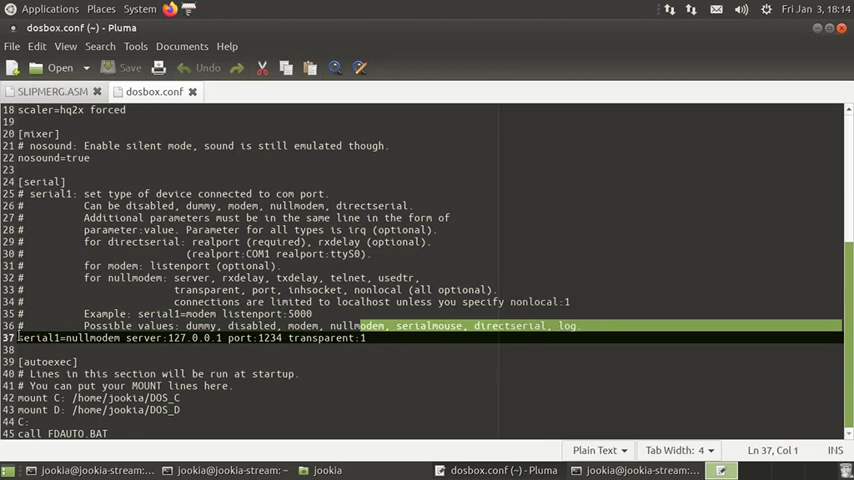 Applications Places System Fri Jan 3, 18:14
dosbox.conf (~) - Pluma
File Edit View Search Tools Documents Help
Open Save Undo
SLIPMERG.ASM dosbox.conf
18 scaler=hq2x forced
19
20 [mixer]
21 # nosound: Enable silent mode, sound is still emulated though.
22 nosound=true
23
24 [serial]
25 # serial1: set type of device connected to com port.
26 # Can be disabled, dummy, modem, nullmodem, directserial.
27 # Additional parameters must be in the same line in the form of
28 # parameter:value. Parameter for all types is irq (optional).
29 # for directserial: realport (required), rxdelay (optional).
30 # (realport:COM1 realport:ttyS0).
31 # for modem: listenport (optional).
32 # for nullmodem: server, rxdelay, txdelay, telnet, usedtr,
33 # transparent, port, inhsocket, nonlocal (all optional).
34 # connections are limited to localhost unless you specify nonlocal:1
35 # Example: serial1=modem listenport:5000
36 # Possible values: dummy, disabled, modem, nullmodem, serialmouse, directserial, log.
37 serial1=nullmodem server:127.0.0.1 port:1234 transparent:1
38
39 [autoexec]
40 # Lines in this section will be run at startup.
41 # You can put your MOUNT lines here.
42 mount C: /home/jookia/DOS_C
43 mount D: /home/jookia/DOS_D
44 C:
45 call FDAUTO.BAT
Plain Text Tab Width: 4 Ln 37, Col 1 INS
jookia@jookia-stream:... jookia@jookia-stream: ~ jookia dosbox.conf (~) - Pluma jookia@jookia-stream:...